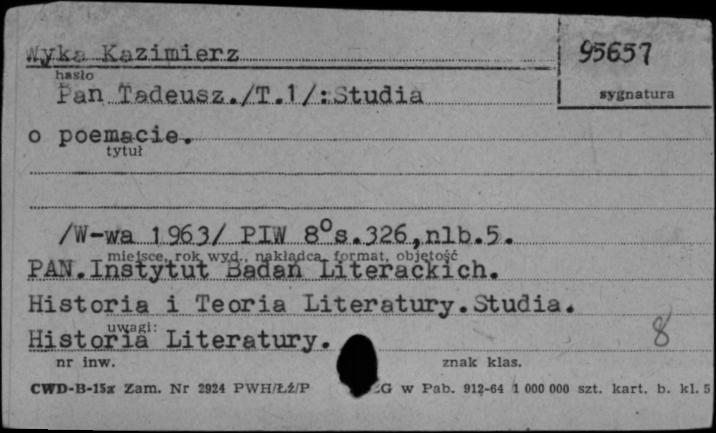 Wyka Kazimierz
95657
hasło
sygnatura
Pan Tadeusz./T.1/:Studia
o poemacie.
tytuł
/W-wa 1963/ PIW 8°s.326,nlb.5.
miejsce, rok wyd., nakładca, format, objętość
PAN.Instytut Badań Literackich.
Historia i Teoria Literatury.Studia.
uwagi:
Historia Literatury.
8
nr inw.
znak klas.
CWD-B-15x Zam. Nr 2924 PWH/ŁŹ/P G w Pab. 912-64 1 000 000 szt. kart. b. kl. 5